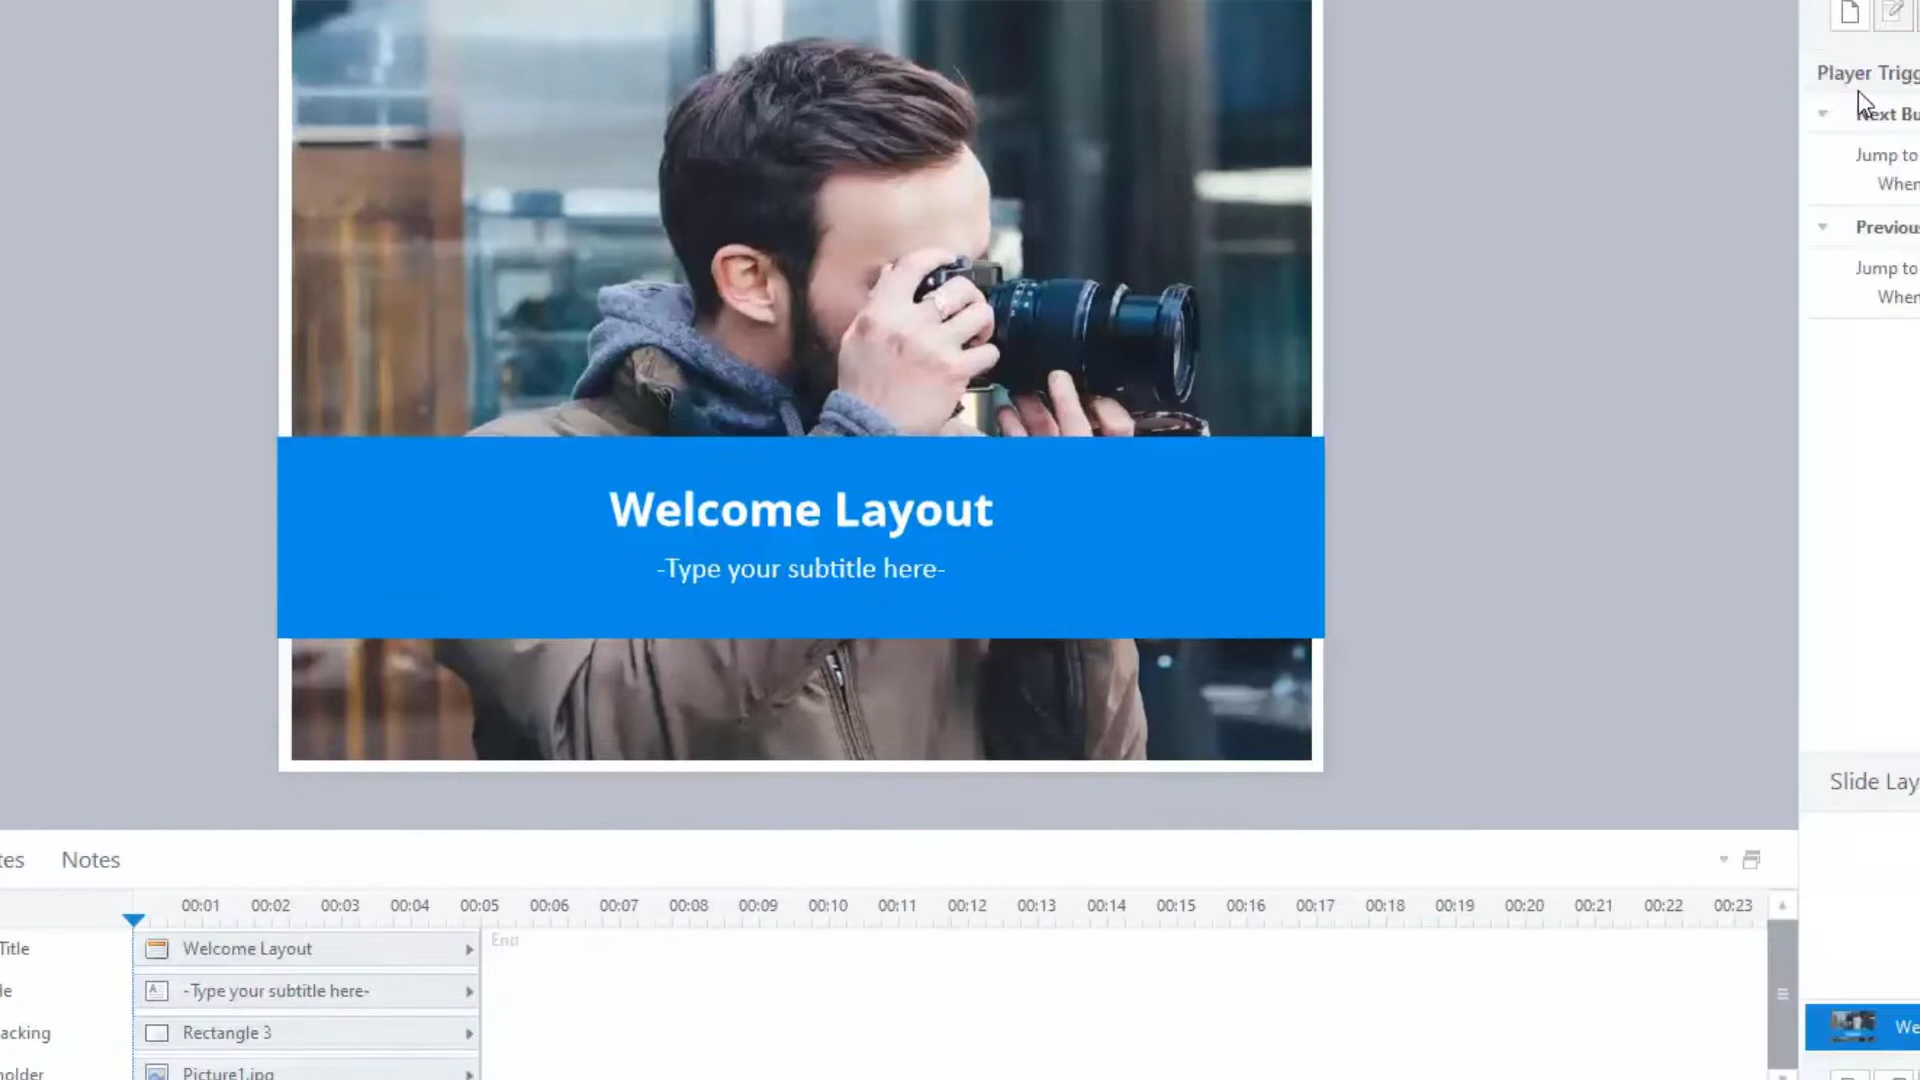 Player Trigg
Next Bu
Jump to
When
Previous
Jump to
When
Welcome Layout
-Type your subtitle here-
Slide Lay
tes Notes
00:01 00:02 00:03 00:04 00:05 00:06 00:07 00:08 00:09 00:10 00:11 00:12 00:13 00:14 00:15 00:16 00:17 00:18 00:19 00:20 00:21 00:22 00:23
Title Welcome Layout End
le -Type your subtitle here-
acking Rectangle 3
We
holder Picture1.jpg